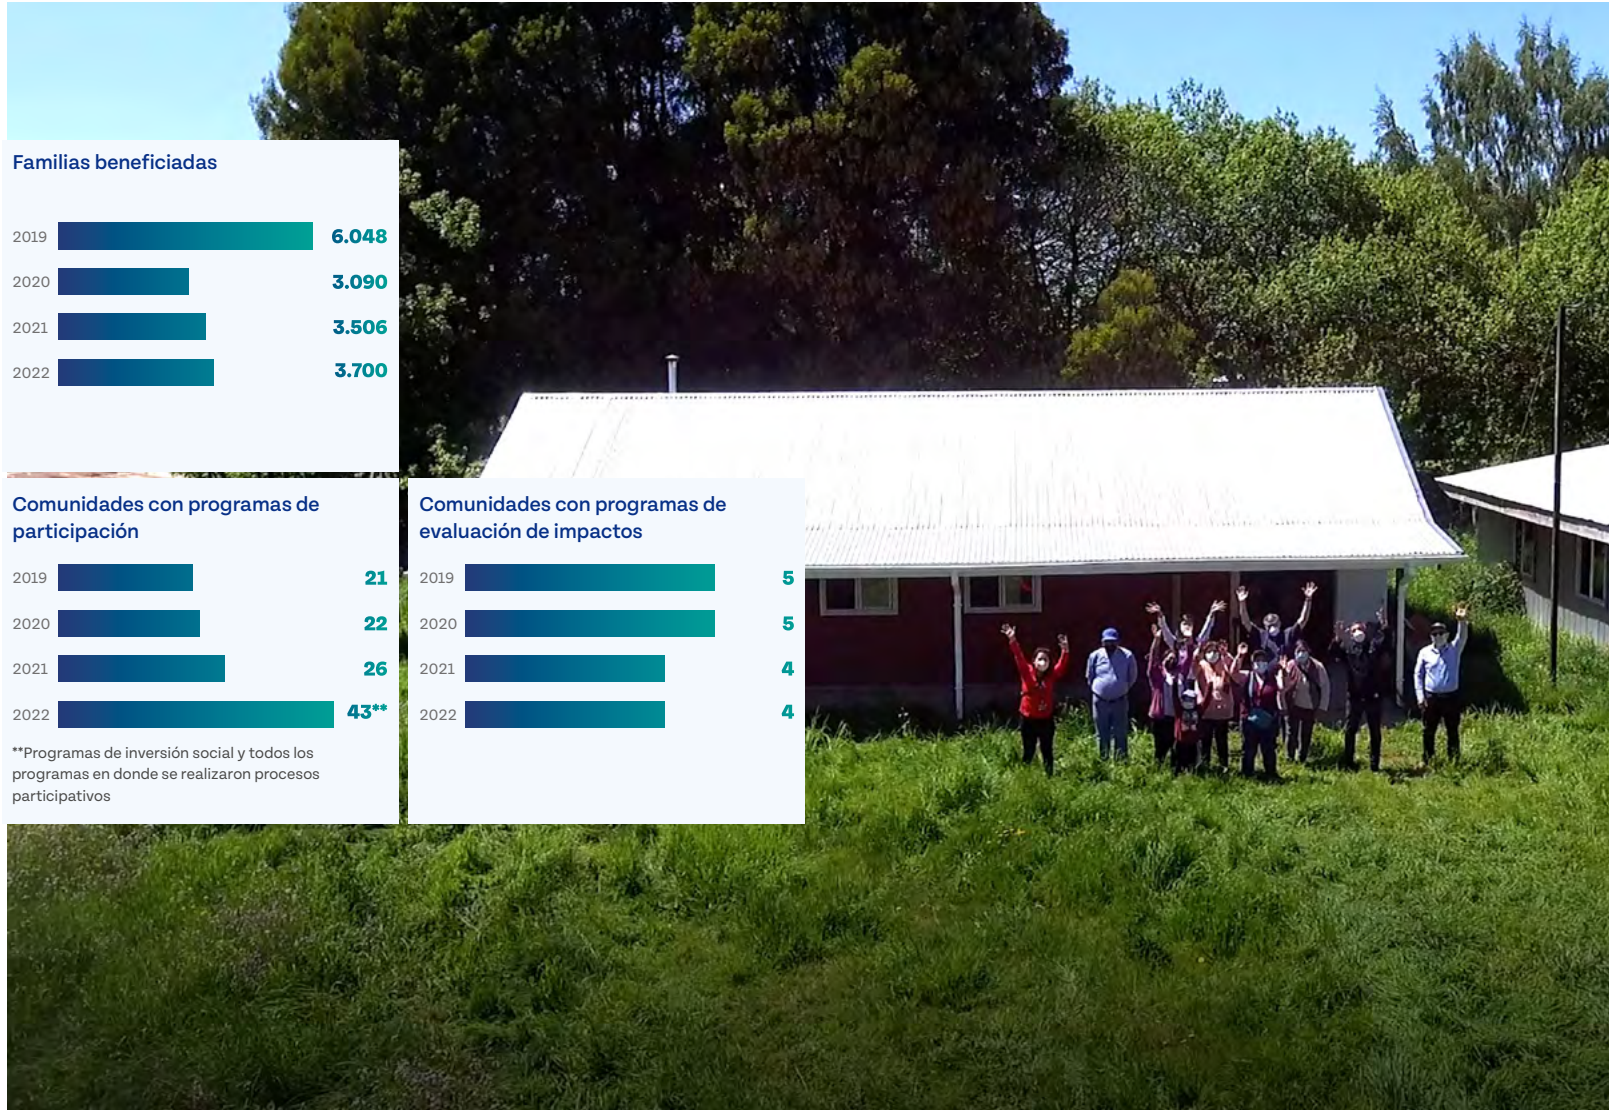 Familias beneficiadas
2019 6.048
2020 3.090
2021 3.506
2022 3.700
Comunidades con programas de
participación
2019 21
2020 22
2021 26
2022 43**
**Programas de inversión social y todos los
programas en donde se realizaron procesos
participativos
Comunidades con programas de
evaluación de impactos
2019 5
2020 5
2021 4
2022 4